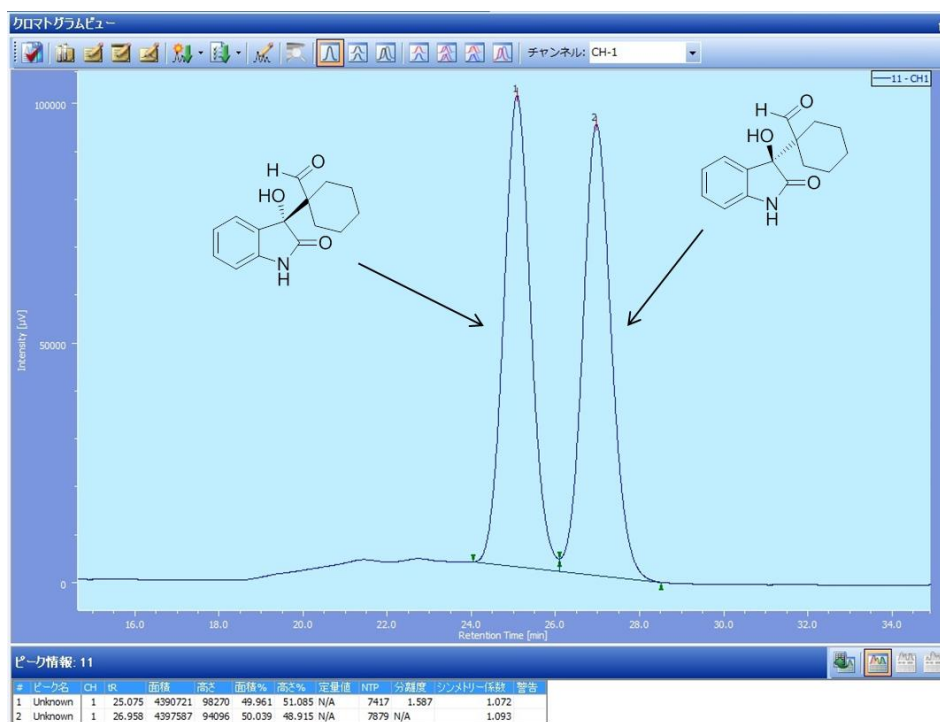 クロマトグラムビュー
チャンネル: CH-1
11 - CH1
Intensity [µV]
100000
50000
0
1
2
H O
HO
O
N
H
H O
HO
O
N
H
16.0 18.0 20.0 22.0 24.0 26.0 28.0 30.0 32.0 34.0
Retention Time [min]
ピーク情報: 11
# ピーク名 CH tR 面積 高さ 面積% 高さ% 定量値 NTP 分離度 シンメトリー係数 警告
1 Unknown 1 25.075 4390721 98270 49.961 51.085 N/A 7417 1.587 1.072
2 Unknown 1 26.958 4397587 94096 50.039 48.915 N/A 7879 N/A 1.093